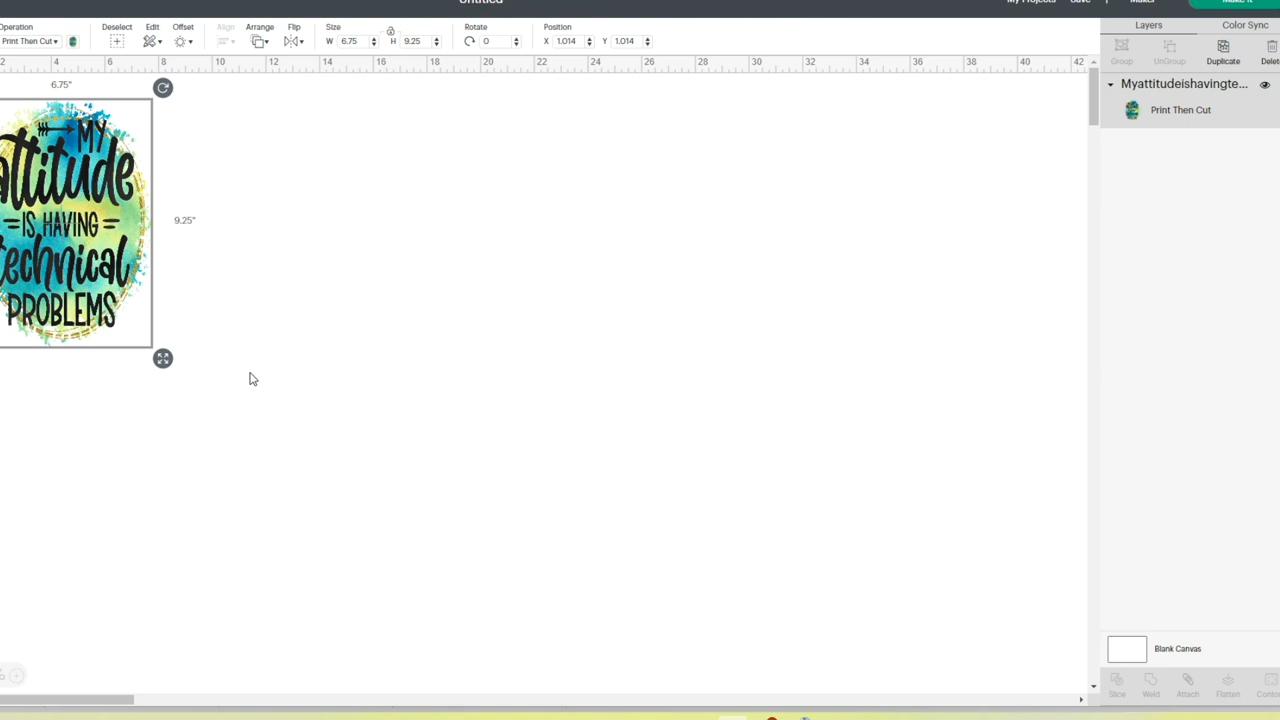 Untitled
My Projects Save | Maker Make It
Operation Deselect Edit Offset Align Arrange Flip Size Rotate Position Layers Color Sync
Print Then Cut W 6.75 H 9.25 0 X 1.014 Y 1.014
Group UnGroup Duplicate Delet
2 4 6 8 10 12 14 16 18 20 22 24 26 28 30 32 34 36 38 40 42
6.75"
Myattitudeishavingte...
Print Then Cut
MY
attitude
IS HAVING
technical
PROBLEMS
9.25"
Blank Canvas
Slice Weld Attach Flatten Conto